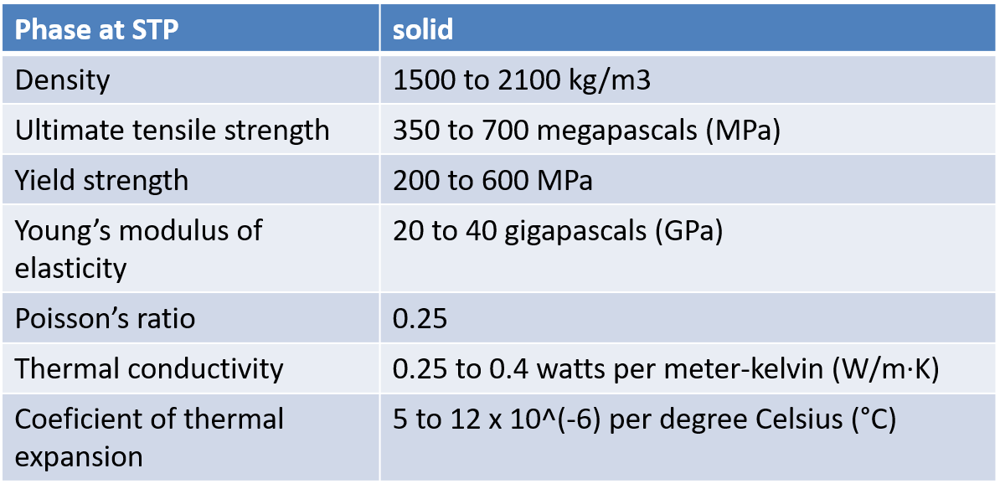 Phase at STP solid
Density 1500 to 2100 kg/m3
Ultimate tensile strength 350 to 700 megapascals (MPa)
Yield strength 200 to 600 MPa
Young’s modulus of 20 to 40 gigapascals (GPa)
elasticity
Poisson’s ratio 0.25
Thermal conductivity 0.25 to 0.4 watts per meter-kelvin (W/m·K)
Coeficient of thermal 5 to 12 x 10^(-6) per degree Celsius (°C)
expansion